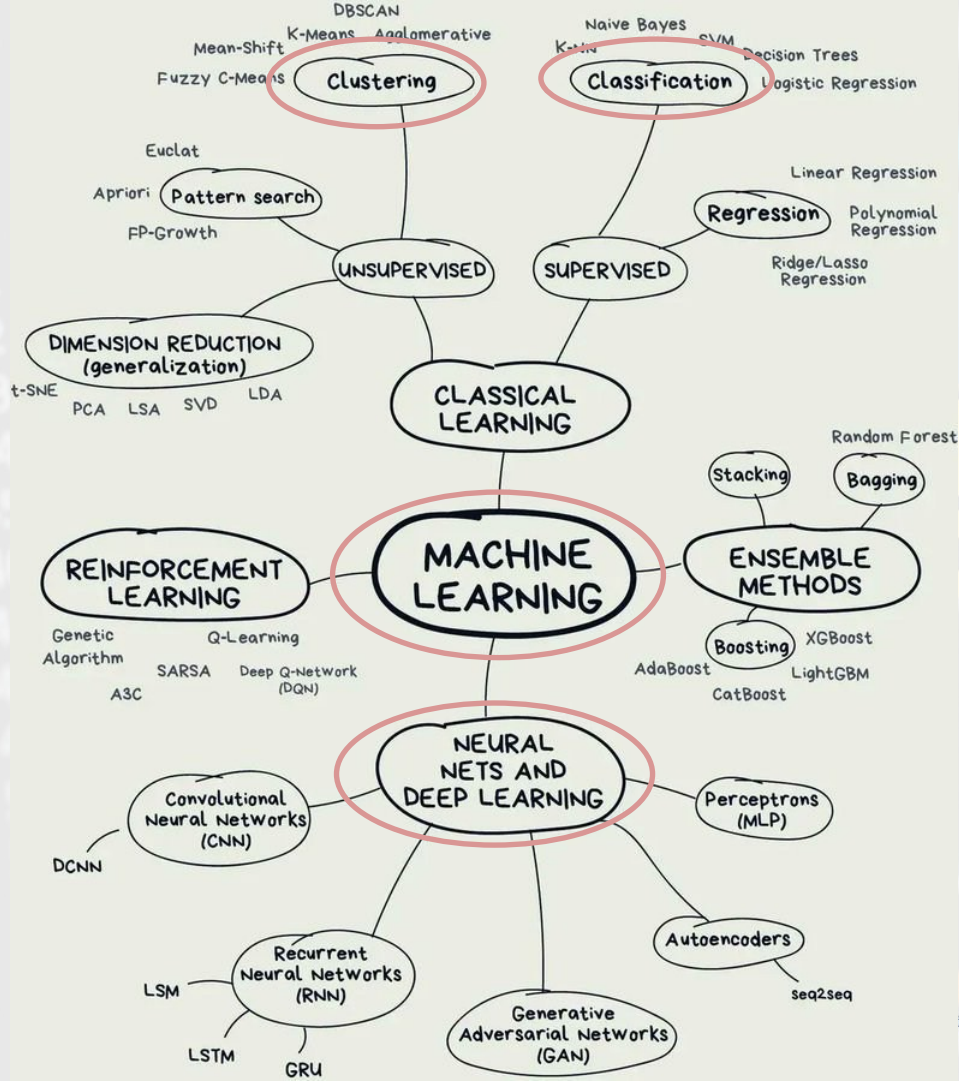 DBSCAN
K-Means Agglomerative
Mean-Shift
Fuzzy C-Means
Clustering
Naive Bayes
K-NN
SVM
Decision Trees
Logistic Regression
Classification
Euclat
Apriori
Pattern search
FP-Growth
Linear Regression
Regression
Polynomial
Regression
Ridge/Lasso
Regression
UNSUPERVISED
SUPERVISED
DIMENSION REDUCTION
(generalization)
t-SNE
PCA
LSA
SVD
LDA
CLASSICAL
LEARNING
Random Forest
Stacking
Bagging
MACHINE
LEARNING
REINFORCEMENT
LEARNING
ENSEMBLE
METHODS
Genetic
Algorithm
Q-Learning
SARSA
Deep Q-Network
(DQN)
A3C
Boosting
XGBoost
AdaBoost
LightGBM
CatBoost
NEURAL
NETS AND
DEEP LEARNING
Convolutional
Neural Networks
(CNN)
DCNN
Perceptrons
(MLP)
Autoencoders
seq2seq
Recurrent
Neural Networks
(RNN)
LSM
LSTM
GRU
Generative
Adversarial Networks
(GAN)